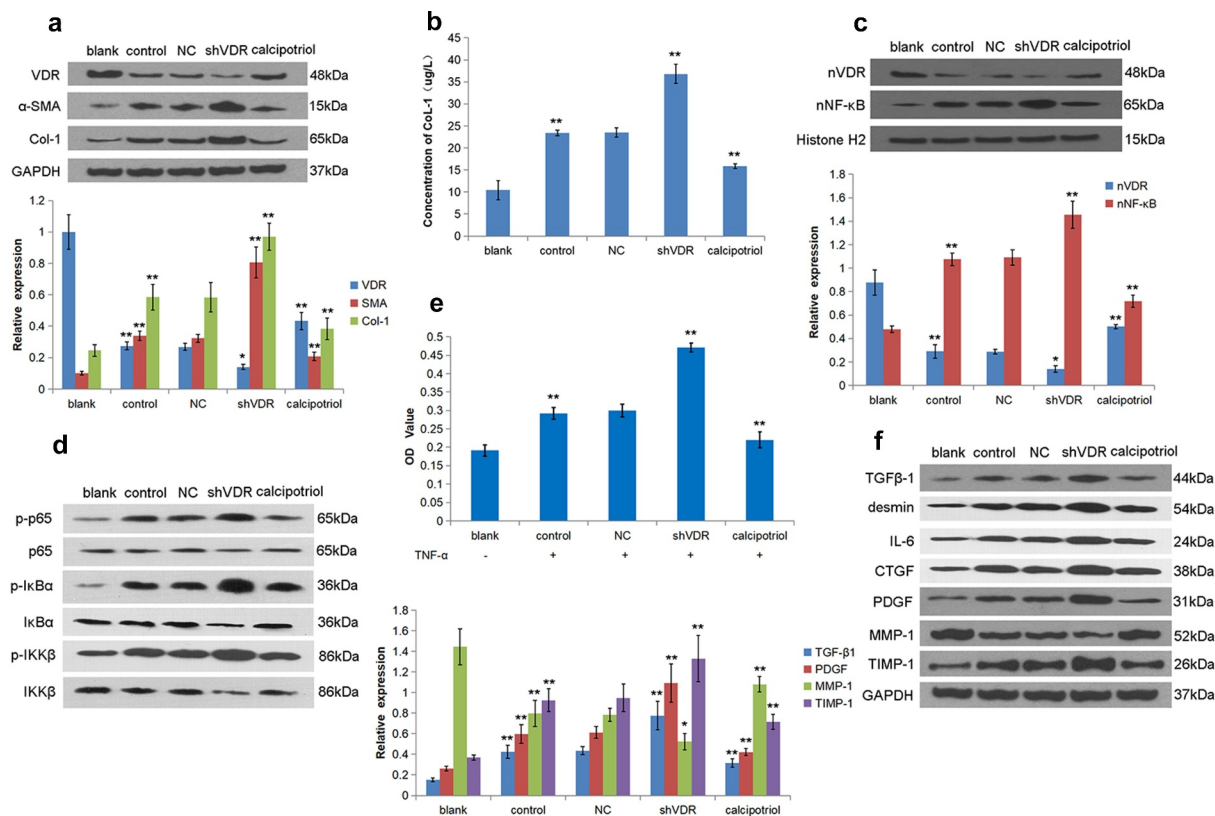 a
blank control NC shVDR calcipotriol
VDR 48kDa
α-SMA 15kDa
Col-1 65kDa
GAPDH 37kDa
Relative expression
1.2
1
0.8
0.6
0.4
0.2
0
** ** **
* ** **
** ** **
VDR
SMA
Col-1
blank control NC shVDR calcipotriol
b
Concentration of CoL-1（ug/L）
45
40
35
30
25
20
15
10
5
0
**
**
**
blank control NC shVDR calcipotriol
c
blank control NC shVDR calcipotriol
nVDR 48kDa
nNF-κB 65kDa
Histone H2 15kDa
Relative expression
1.8
1.6
1.4
1.2
1
0.8
0.6
0.4
0.2
0
** **
* **
** **
nVDR
nNF-κB
blank control NC shVDR calcipotriol
d
blank control NC shVDR calcipotriol
p-p65 65kDa
p65 65kDa
p-IκBα 36kDa
IκBα 36kDa
p-IKKβ 86kDa
IKKβ 86kDa
e
OD Value
0.5
0.45
0.4
0.35
0.3
0.25
0.2
0.15
0.1
0.05
0
**
**
**
blank control NC shVDR calcipotriol
TNF-α - + + + +
f
blank control NC shVDR calcipotriol
TGFβ-1 44kDa
desmin 54kDa
IL-6 24kDa
CTGF 38kDa
PDGF 31kDa
MMP-1 52kDa
TIMP-1 26kDa
GAPDH 37kDa
Relative expression
1.8
1.6
1.4
1.2
1
0.8
0.6
0.4
0.2
0
** ** ** **
** ** * **
** ** ** **
TGF-β1
PDGF
MMP-1
TIMP-1
blank control NC shVDR calcipotriol